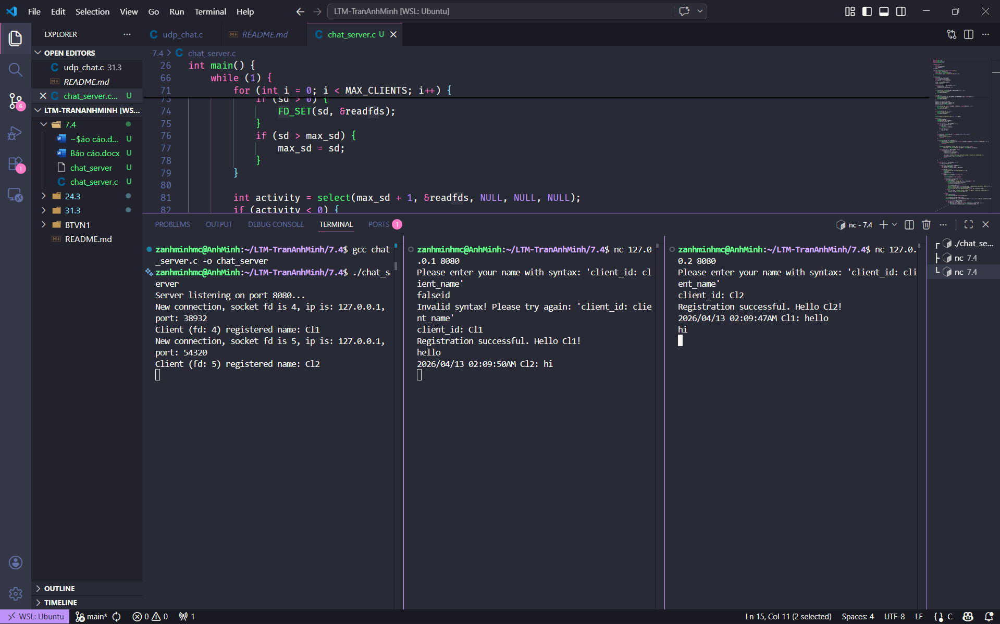 File Edit Selection View Go Run Terminal Help
LTM-TranAnhMinh [WSL: Ubuntu]
EXPLORER
udp_chat.c
README.md
chat_server.c U
OPEN EDITORS
udp_chat.c 31.3
README.md
chat_server.c... U
LTM-TRANANHMINH [WS...
7.4
~$áo cáo.d... U
Báo cáo.docx U
chat_server U
chat_server.c U
24.3
31.3
BTVN1
README.md
OUTLINE
TIMELINE
6
1
7.4 > chat_server.c
26 int main() {
66 while (1) {
71 for (int i = 0; i < MAX_CLIENTS; i++) {
73 if (sd > 0) {
74 FD_SET(sd, &readfds);
75 }
76 if (sd > max_sd) {
77 max_sd = sd;
78 }
79 }
80
81 int activity = select(max_sd + 1, &readfds, NULL, NULL, NULL);
82 if (activity < 0) {
PROBLEMS OUTPUT DEBUG CONSOLE TERMINAL PORTS 1
nc - 7.4
zanhminhmc@AnhMinh:~/LTM-TranAnhMinh/7.4$ gcc chat
_server.c -o chat_server
zanhminhmc@AnhMinh:~/LTM-TranAnhMinh/7.4$ ./chat_s
erver
Server listening on port 8080...
New connection, socket fd is 4, ip is: 127.0.0.1,
port: 38932
Client (fd: 4) registered name: Cl1
New connection, socket fd is 5, ip is: 127.0.0.1,
port: 54320
Client (fd: 5) registered name: Cl2
zanhminhmc@AnhMinh:~/LTM-TranAnhMinh/7.4$ nc 127.0
.0.1 8080
Please enter your name with syntax: 'client_id: cl
ient_name'
falseid
Invalid syntax! Please try again: 'client_id: clie
nt_name'
client_id: Cl1
Registration successful. Hello Cl1!
hello
2026/04/13 02:09:50AM Cl2: hi
zanhminhmc@AnhMinh:~/LTM-TranAnhMinh/7.4$ nc 127.0.
0.2 8080
Please enter your name with syntax: 'client_id: cli
ent_name'
client_id: Cl2
Registration successful. Hello Cl2!
2026/04/13 02:09:47AM Cl1: hello
hi
./chat_se...
nc 7.4
nc 7.4
WSL: Ubuntu main* 0 0 1
Ln 15, Col 11 (2 selected) Spaces: 4 UTF-8 LF {} C